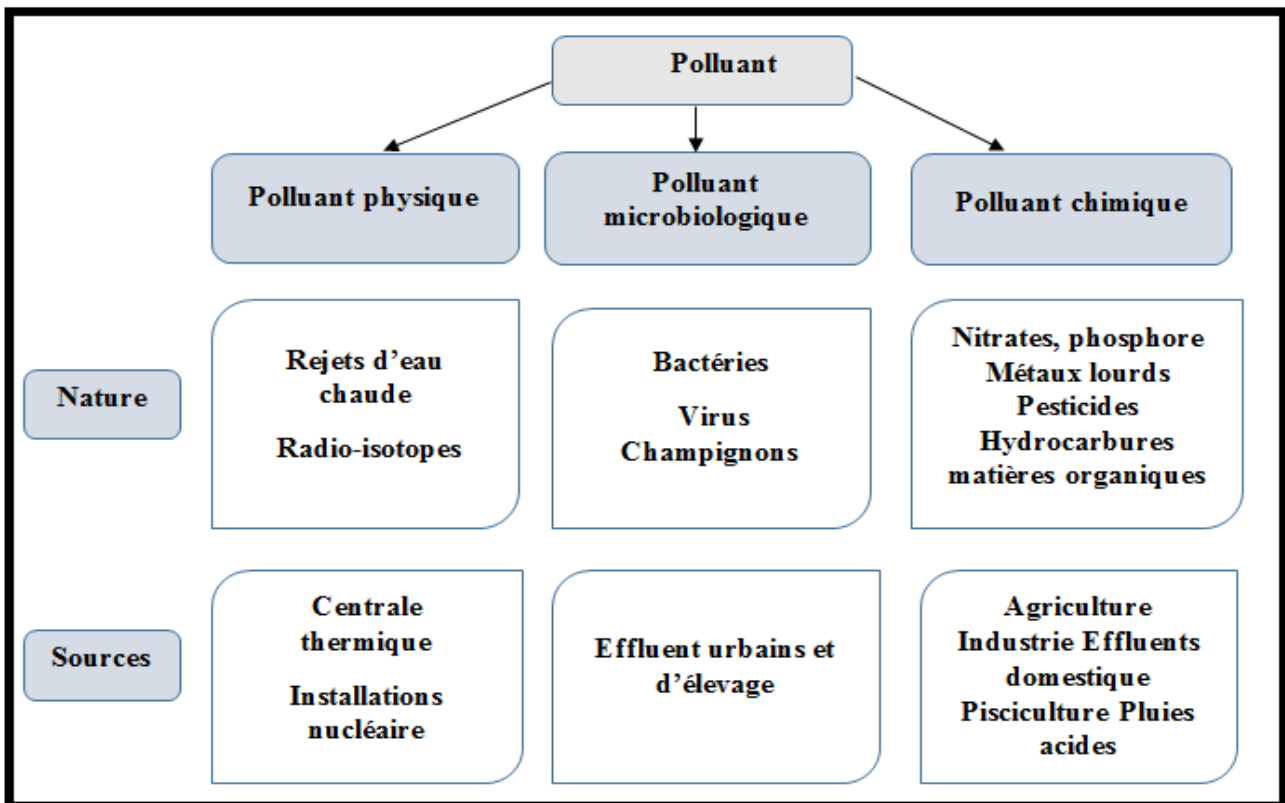 Polluant
Polluant physique
Polluant
microbiologique
Polluant chimique
Nature
Rejets d’eau
chaude
Radio-isotopes
Bactéries
Virus
Champignons
Nitrates, phosphore
Métaux lourds
Pesticides
Hydrocarbures
matières organiques
Sources
Centrale
thermique
Installations
nucléaire
Effluent urbains et
d’élevage
Agriculture
Industrie Effluents
domestique
Pisciculture Pluies
acides